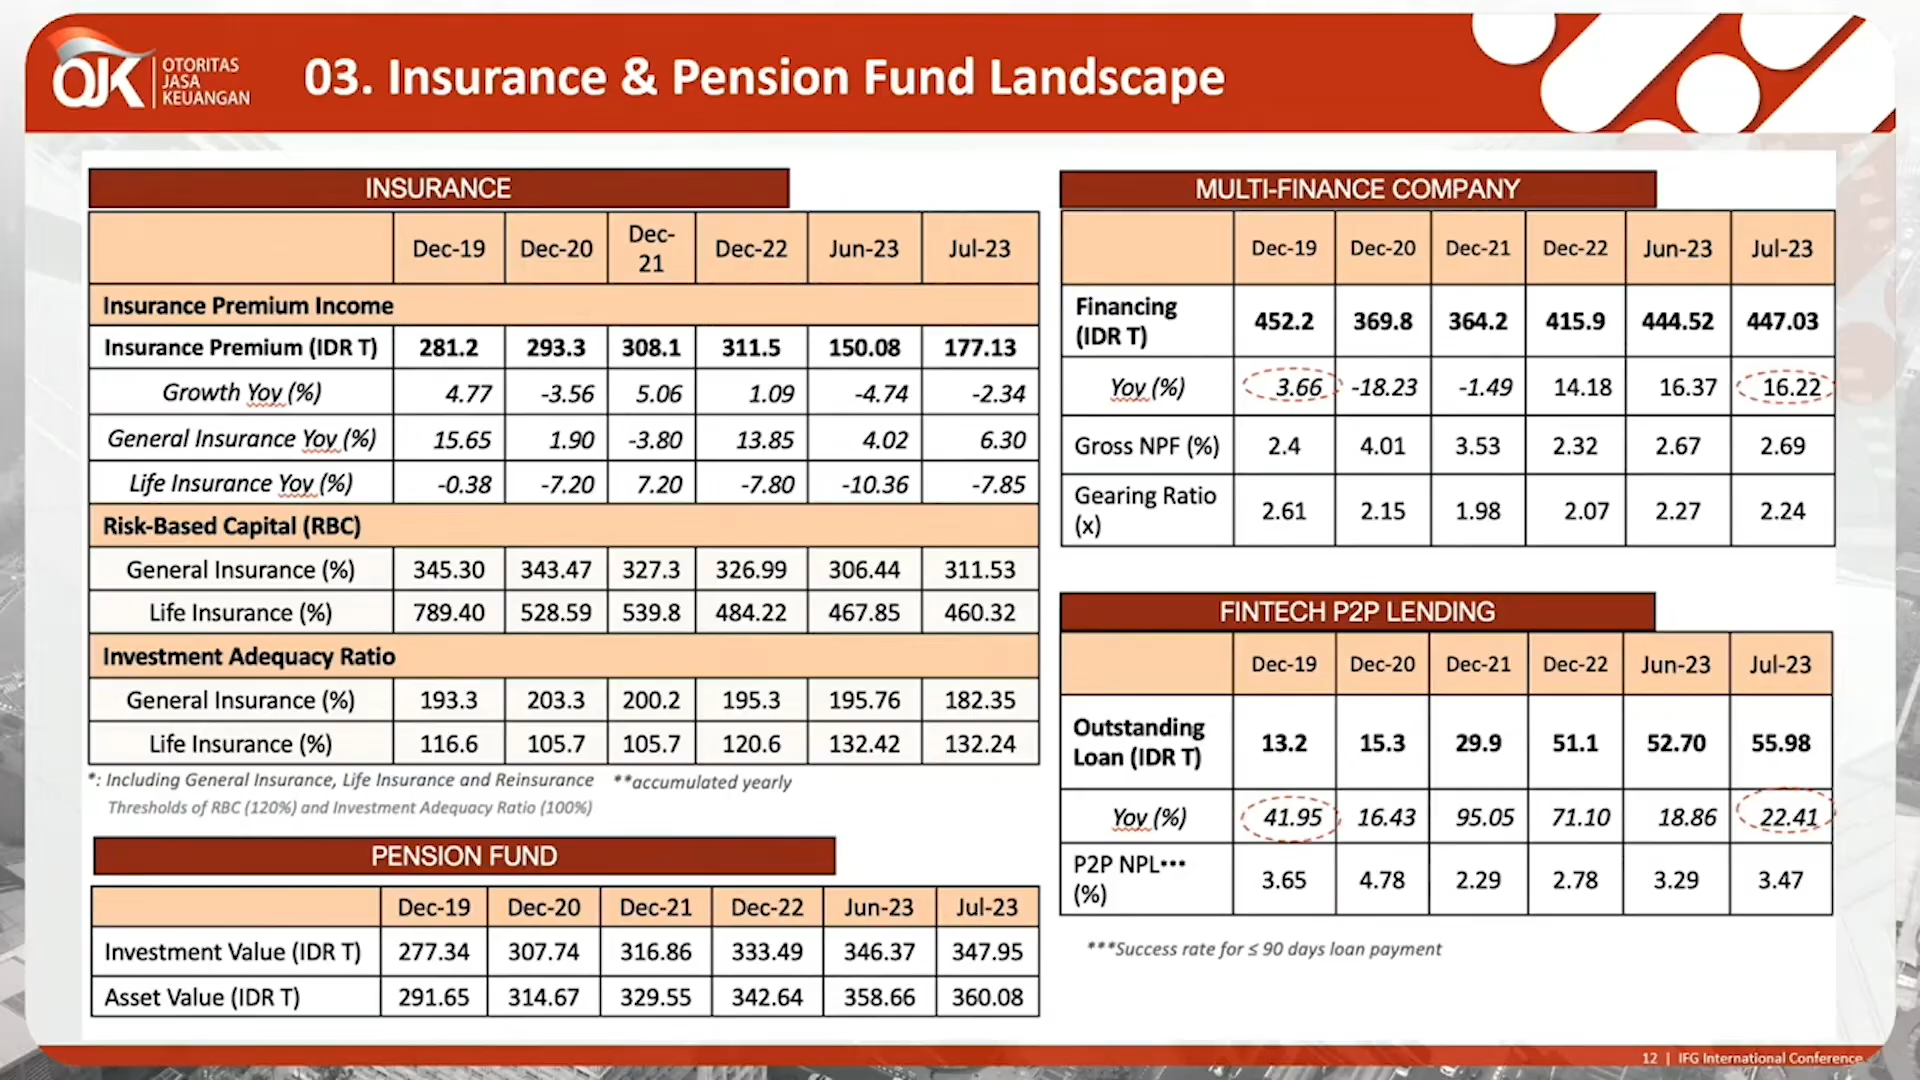 OJK
OTORITAS
JASA
KEUANGAN
03. Insurance & Pension Fund Landscape
INSURANCE
Dec-19 Dec-20 Dec-21 Dec-22 Jun-23 Jul-23
Insurance Premium Income
Insurance Premium (IDR T) 281.2 293.3 308.1 311.5 150.08 177.13
Growth Yoy (%) 4.77 -3.56 5.06 1.09 -4.74 -2.34
General Insurance Yoy (%) 15.65 1.90 -3.80 13.85 4.02 6.30
Life Insurance Yoy (%) -0.38 -7.20 7.20 -7.80 -10.36 -7.85
Risk-Based Capital (RBC)
General Insurance (%) 345.30 343.47 327.3 326.99 306.44 311.53
Life Insurance (%) 789.40 528.59 539.8 484.22 467.85 460.32
Investment Adequacy Ratio
General Insurance (%) 193.3 203.3 200.2 195.3 195.76 182.35
Life Insurance (%) 116.6 105.7 105.7 120.6 132.42 132.24
*: Including General Insurance, Life Insurance and Reinsurance **accumulated yearly
Thresholds of RBC (120%) and Investment Adequacy Ratio (100%)
PENSION FUND
Dec-19 Dec-20 Dec-21 Dec-22 Jun-23 Jul-23
Investment Value (IDR T) 277.34 307.74 316.86 333.49 346.37 347.95
Asset Value (IDR T) 291.65 314.67 329.55 342.64 358.66 360.08
MULTI-FINANCE COMPANY
Dec-19 Dec-20 Dec-21 Dec-22 Jun-23 Jul-23
Financing (IDR T) 452.2 369.8 364.2 415.9 444.52 447.03
Yoy (%) 3.66 -18.23 -1.49 14.18 16.37 16.22
Gross NPF (%) 2.4 4.01 3.53 2.32 2.67 2.69
Gearing Ratio (x) 2.61 2.15 1.98 2.07 2.27 2.24
FINTECH P2P LENDING
Dec-19 Dec-20 Dec-21 Dec-22 Jun-23 Jul-23
Outstanding Loan (IDR T) 13.2 15.3 29.9 51.1 52.70 55.98
Yoy (%) 41.95 16.43 95.05 71.10 18.86 22.41
P2P NPL*** (%) 3.65 4.78 2.29 2.78 3.29 3.47
***Success rate for ≤ 90 days loan payment
12 | IFG International Conference